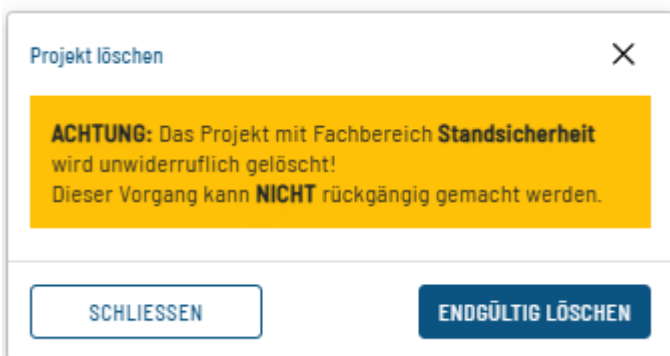 Projekt löschen
ACHTUNG: Das Projekt mit Fachbereich Standsicherheit
wird unwiderruflich gelöscht!
Dieser Vorgang kann NICHT rückgängig gemacht werden.
SCHLIESSEN
ENDGÜLTIG LÖSCHEN